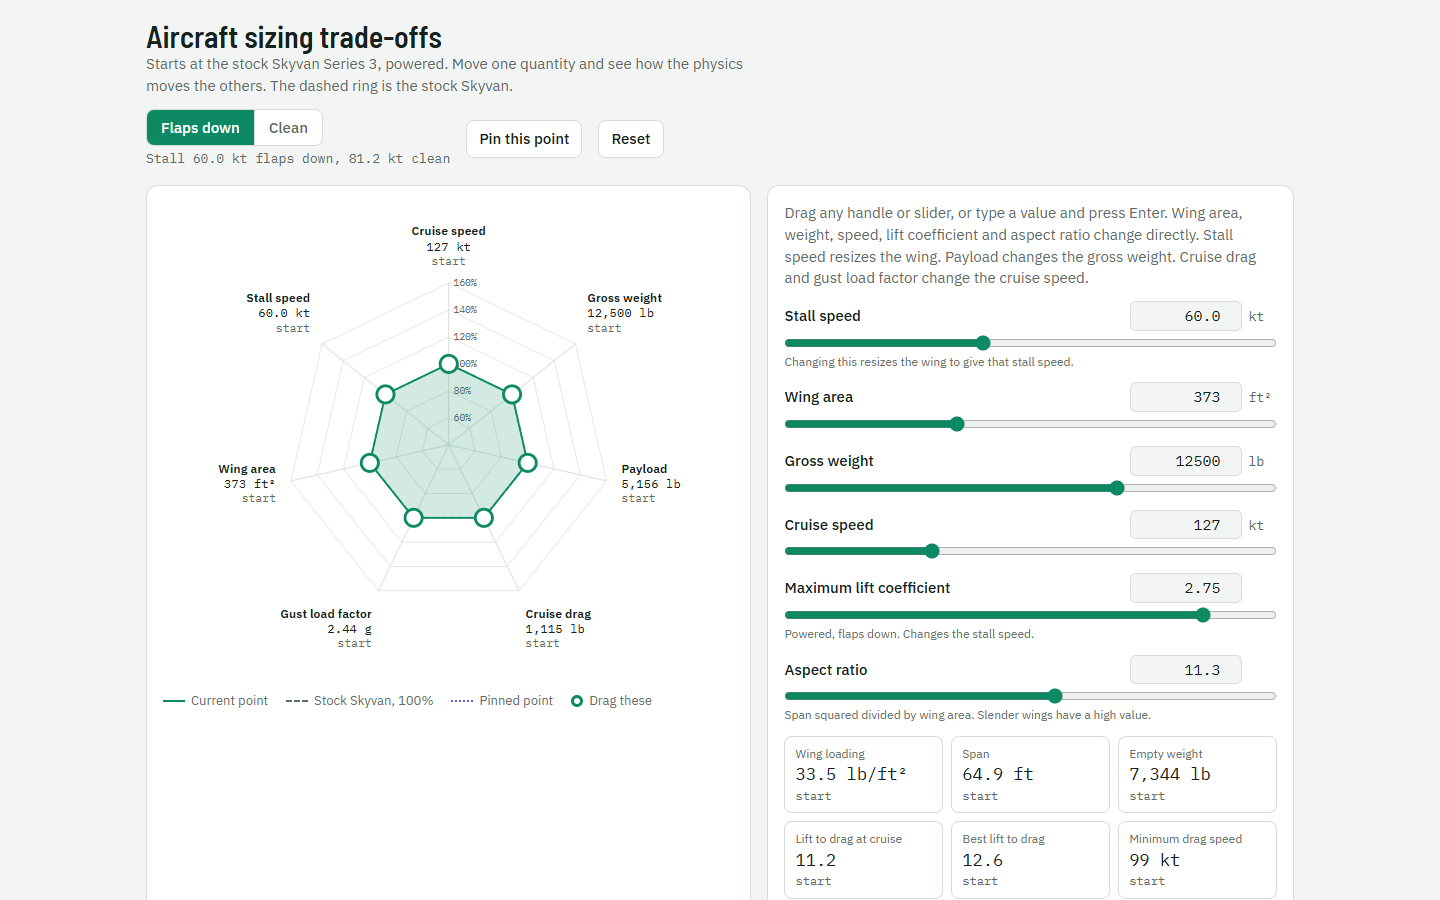 Aircraft sizing trade-offs
Starts at the stock Skyvan Series 3, powered. Move one quantity and see how the physics
moves the others. The dashed ring is the stock Skyvan.
Flaps down
Clean
Stall 60.0 kt flaps down, 81.2 kt clean
Pin this point
Reset
Cruise speed
127 kt
start
160%
140%
120%
00%
80%
60%
Stall speed
60.0 kt
start
Gross weight
12,500 lb
start
Wing area
373 ft²
start
Payload
5,156 lb
start
Gust load factor
2.44 g
start
Cruise drag
1,115 lb
start
Current point
Stock Skyvan, 100%
Pinned point
Drag these
Drag any handle or slider, or type a value and press Enter. Wing area,
weight, speed, lift coefficient and aspect ratio change directly. Stall
speed resizes the wing. Payload changes the gross weight. Cruise drag
and gust load factor change the cruise speed.
Stall speed
60.0 kt
Changing this resizes the wing to give that stall speed.
Wing area
373 ft²
Gross weight
12500 lb
Cruise speed
127 kt
Maximum lift coefficient
2.75
Powered, flaps down. Changes the stall speed.
Aspect ratio
11.3
Span squared divided by wing area. Slender wings have a high value.
Wing loading
33.5 lb/ft²
start
Span
64.9 ft
start
Empty weight
7,344 lb
start
Lift to drag at cruise
11.2
start
Best lift to drag
12.6
start
Minimum drag speed
99 kt
start